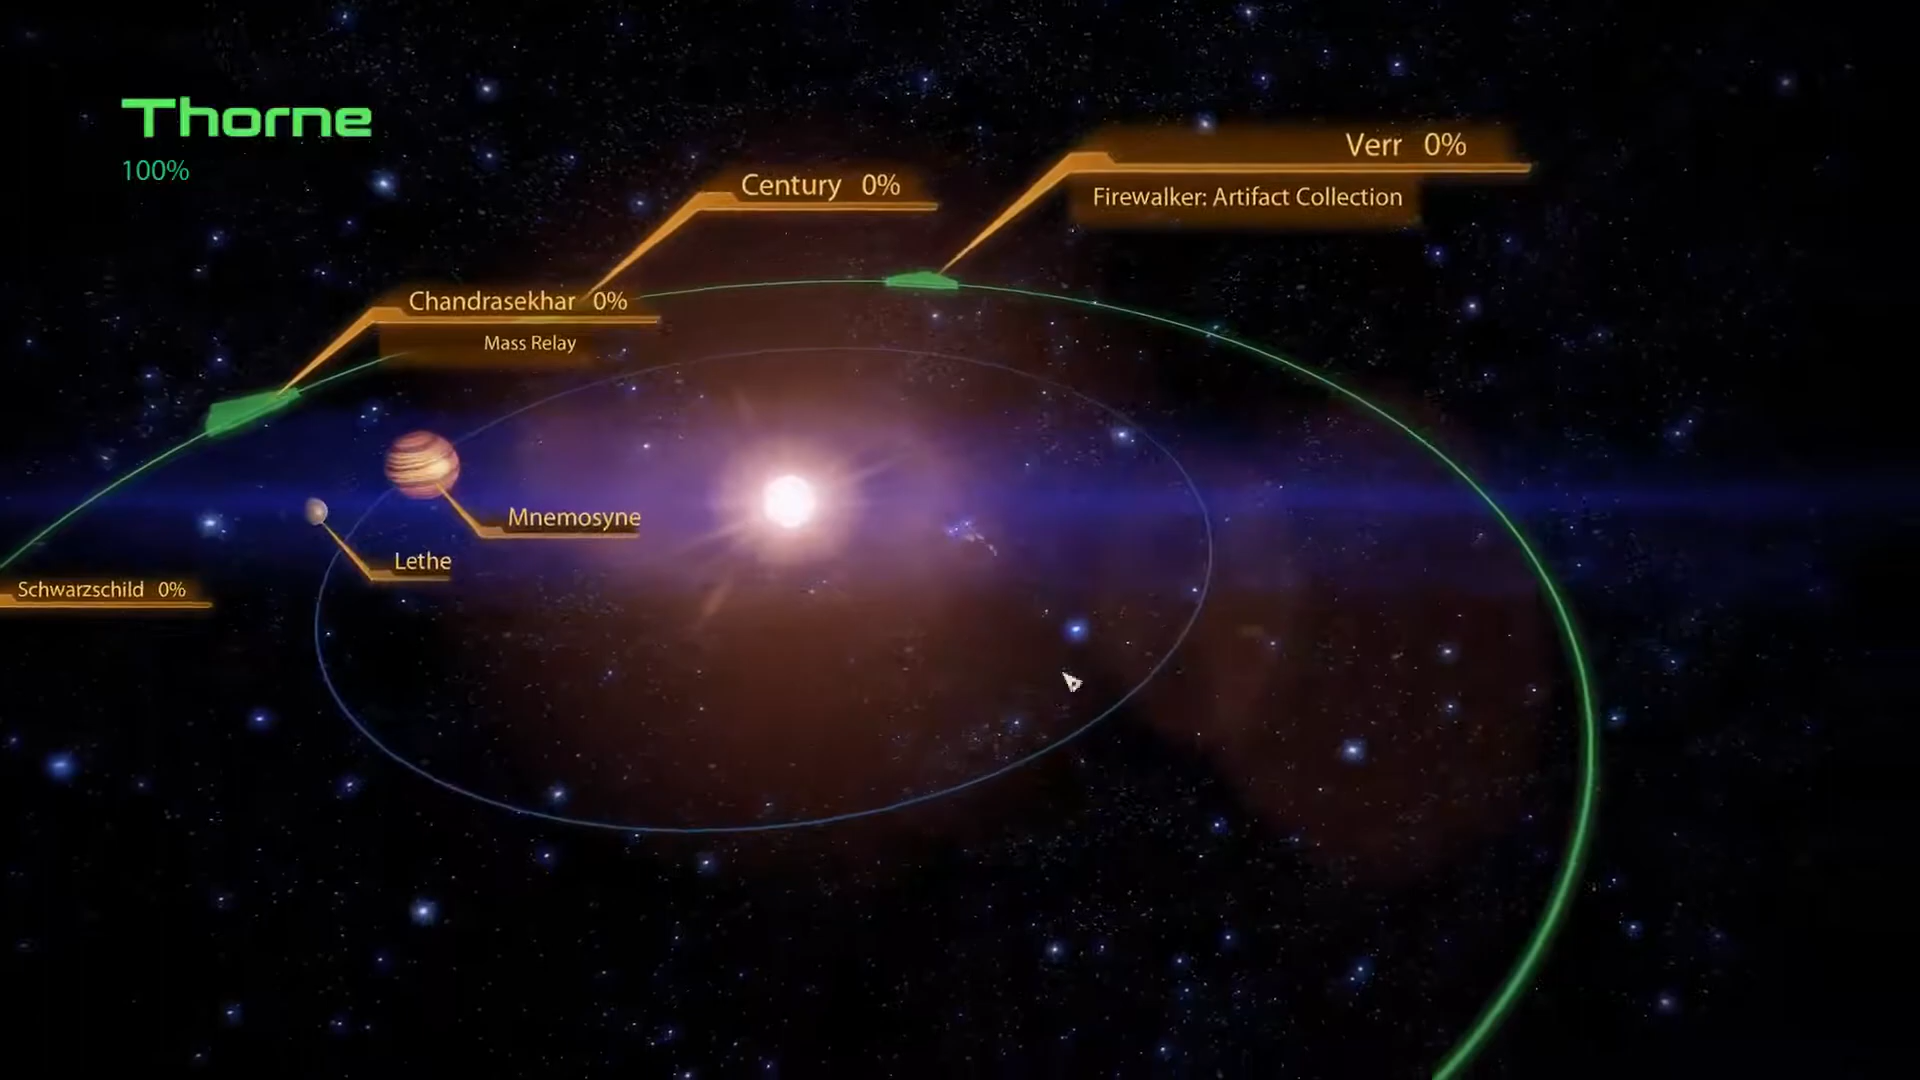 Thorne
100%
Verr 0%
Firewalker: Artifact Collection
Century 0%
Chandrasekhar 0%
Mass Relay
Mnemosyne
Lethe
Schwarzschild 0%